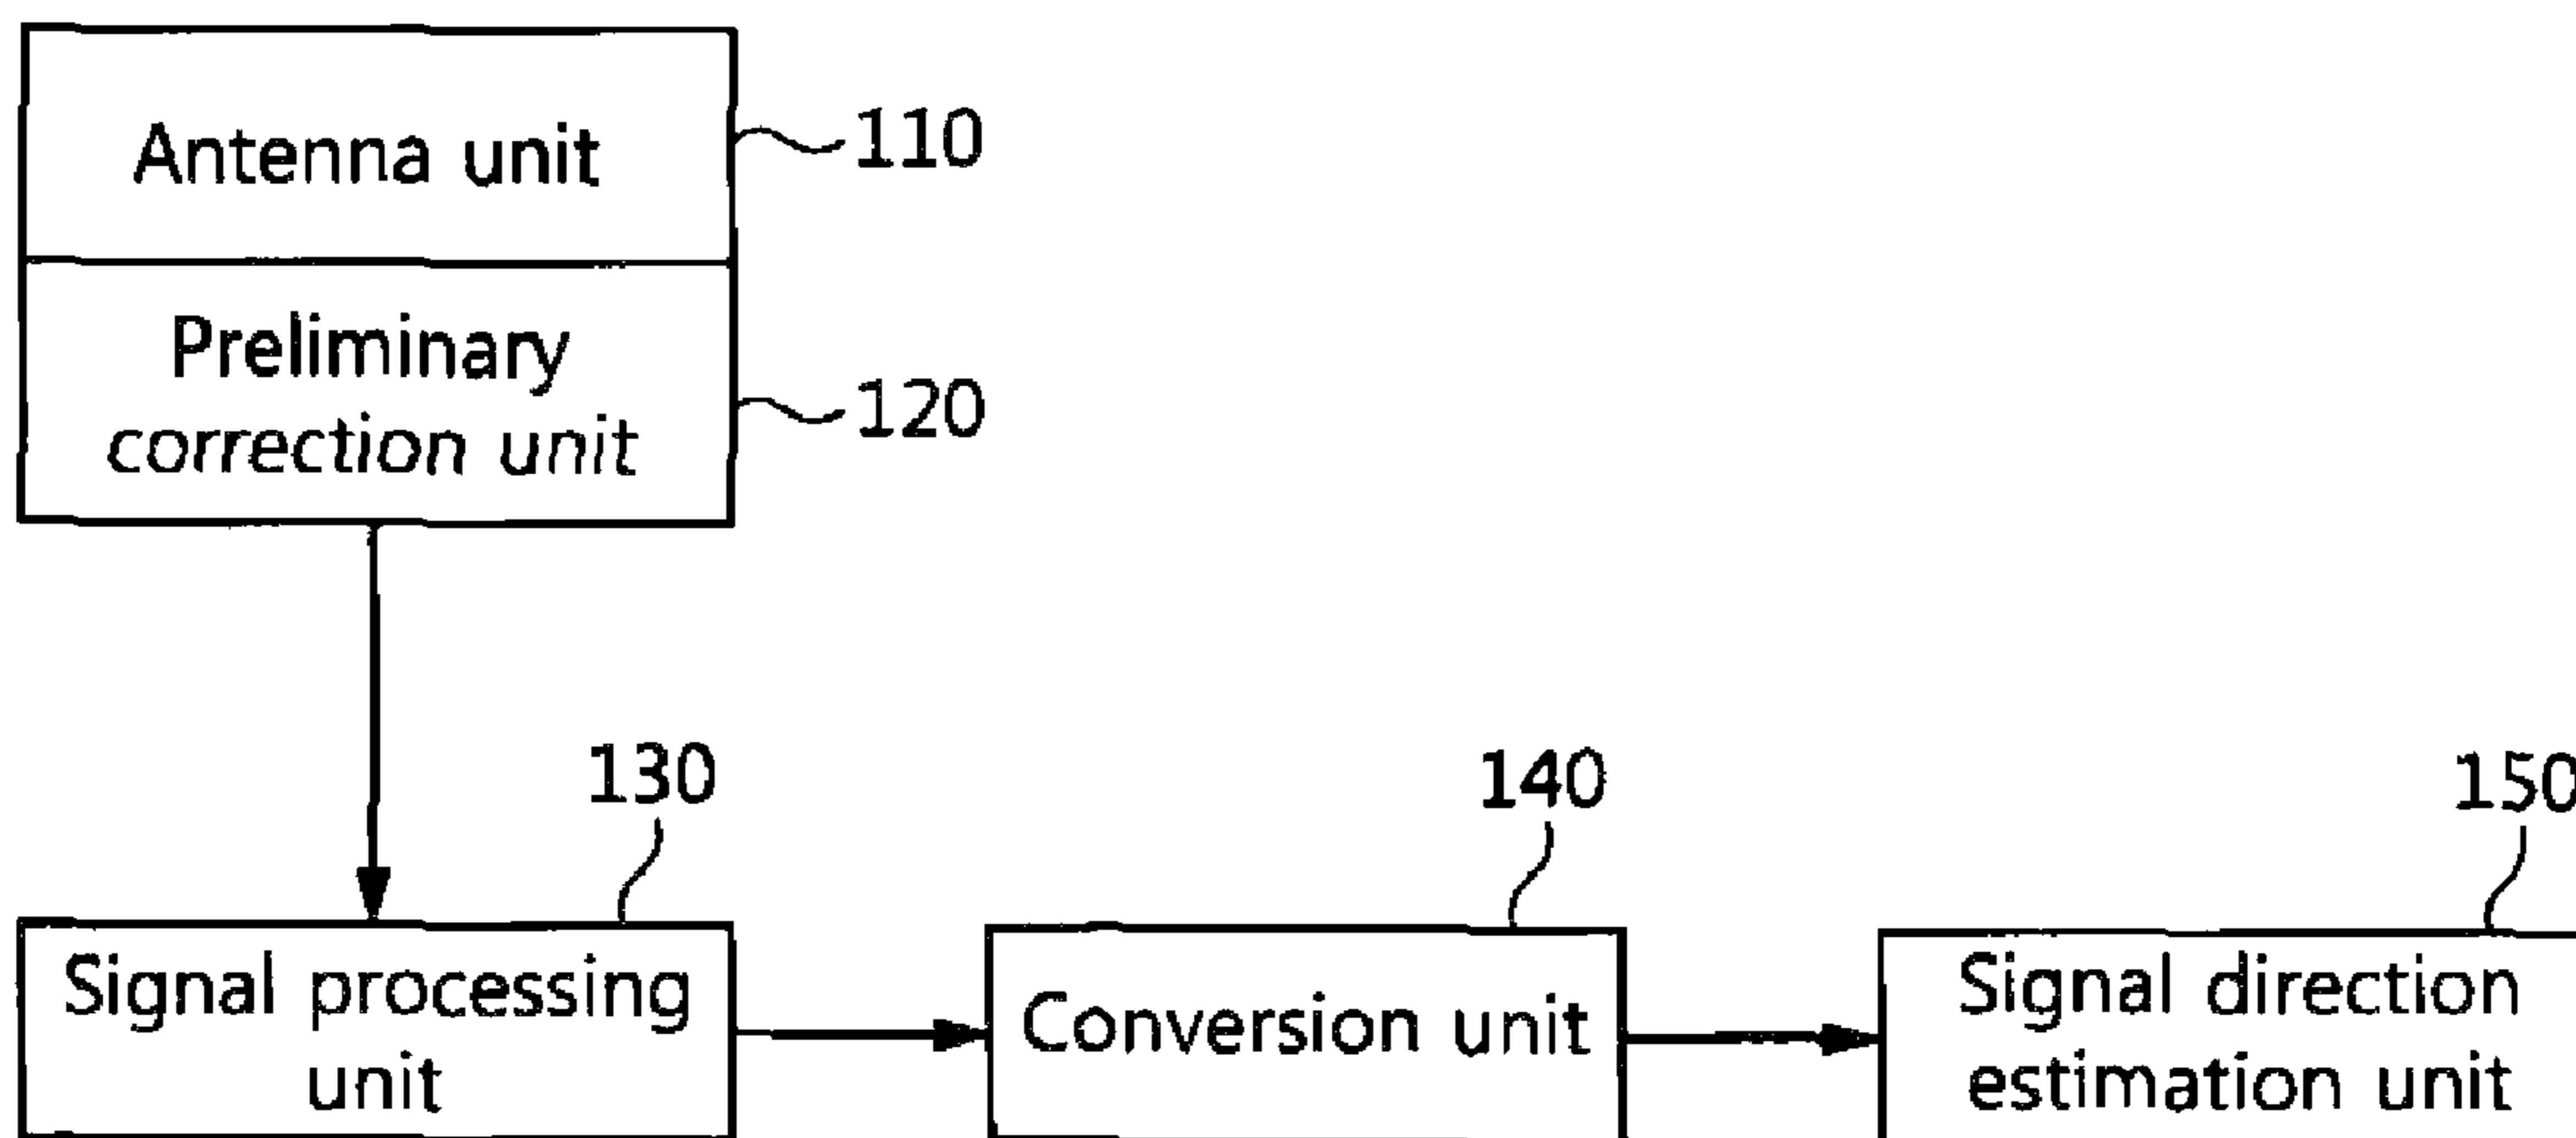 Antenna unit
110
Preliminary
correction unit
120
130
140
150
Signal processing
unit
Conversion unit
Signal direction
estimation unit